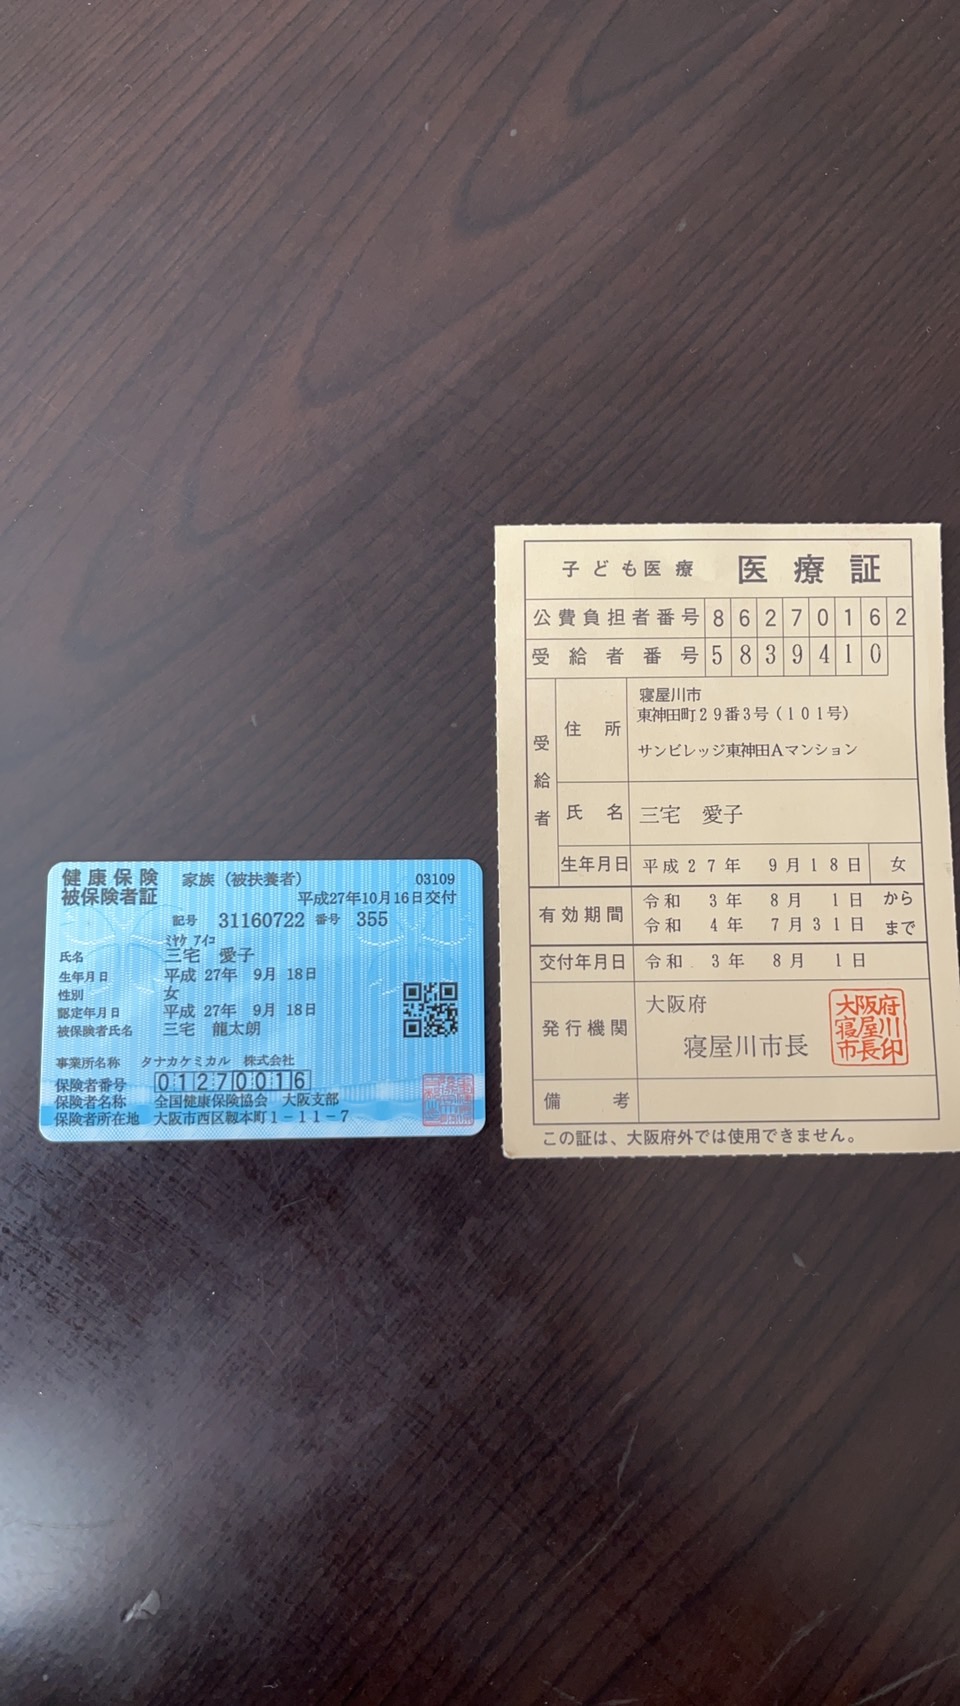 健康保険 家族（被扶養者） 03109
被保険者証 平成27年10月16日交付
記号 31160722 番号 355
ﾐﾔｹ ｱｲｺ
氏名 三宅 愛子
生年月日 平成 27年 9月 18日
性別 女
認定年月日 平成 27年 9月 18日
被保険者氏名 三宅 龍太朗
事業所名称 タナカケミカル 株式会社
保険者番号 01270016
保険者名称 全国健康保険協会 大阪支部
保険者所在地 大阪市西区靱本町1－11－7
子ども医療 医療証
公費負担者番号 86270162
受給者番号 5839410
受給者
住所 寝屋川市
東神田町２９番３号（１０１号）
サンビレッジ東神田Ａマンション
氏名 三宅 愛子
生年月日 平成２７年 ９月１８日 女
有効期間 令和 ３年 ８月 １日 から
令和 ４年 ７月３１日 まで
交付年月日 令和 ３年 ８月 １日
発行機関 大阪府
寝屋川市長
大阪府
寝屋川
市長印
備考
この証は、大阪府外では使用できません。